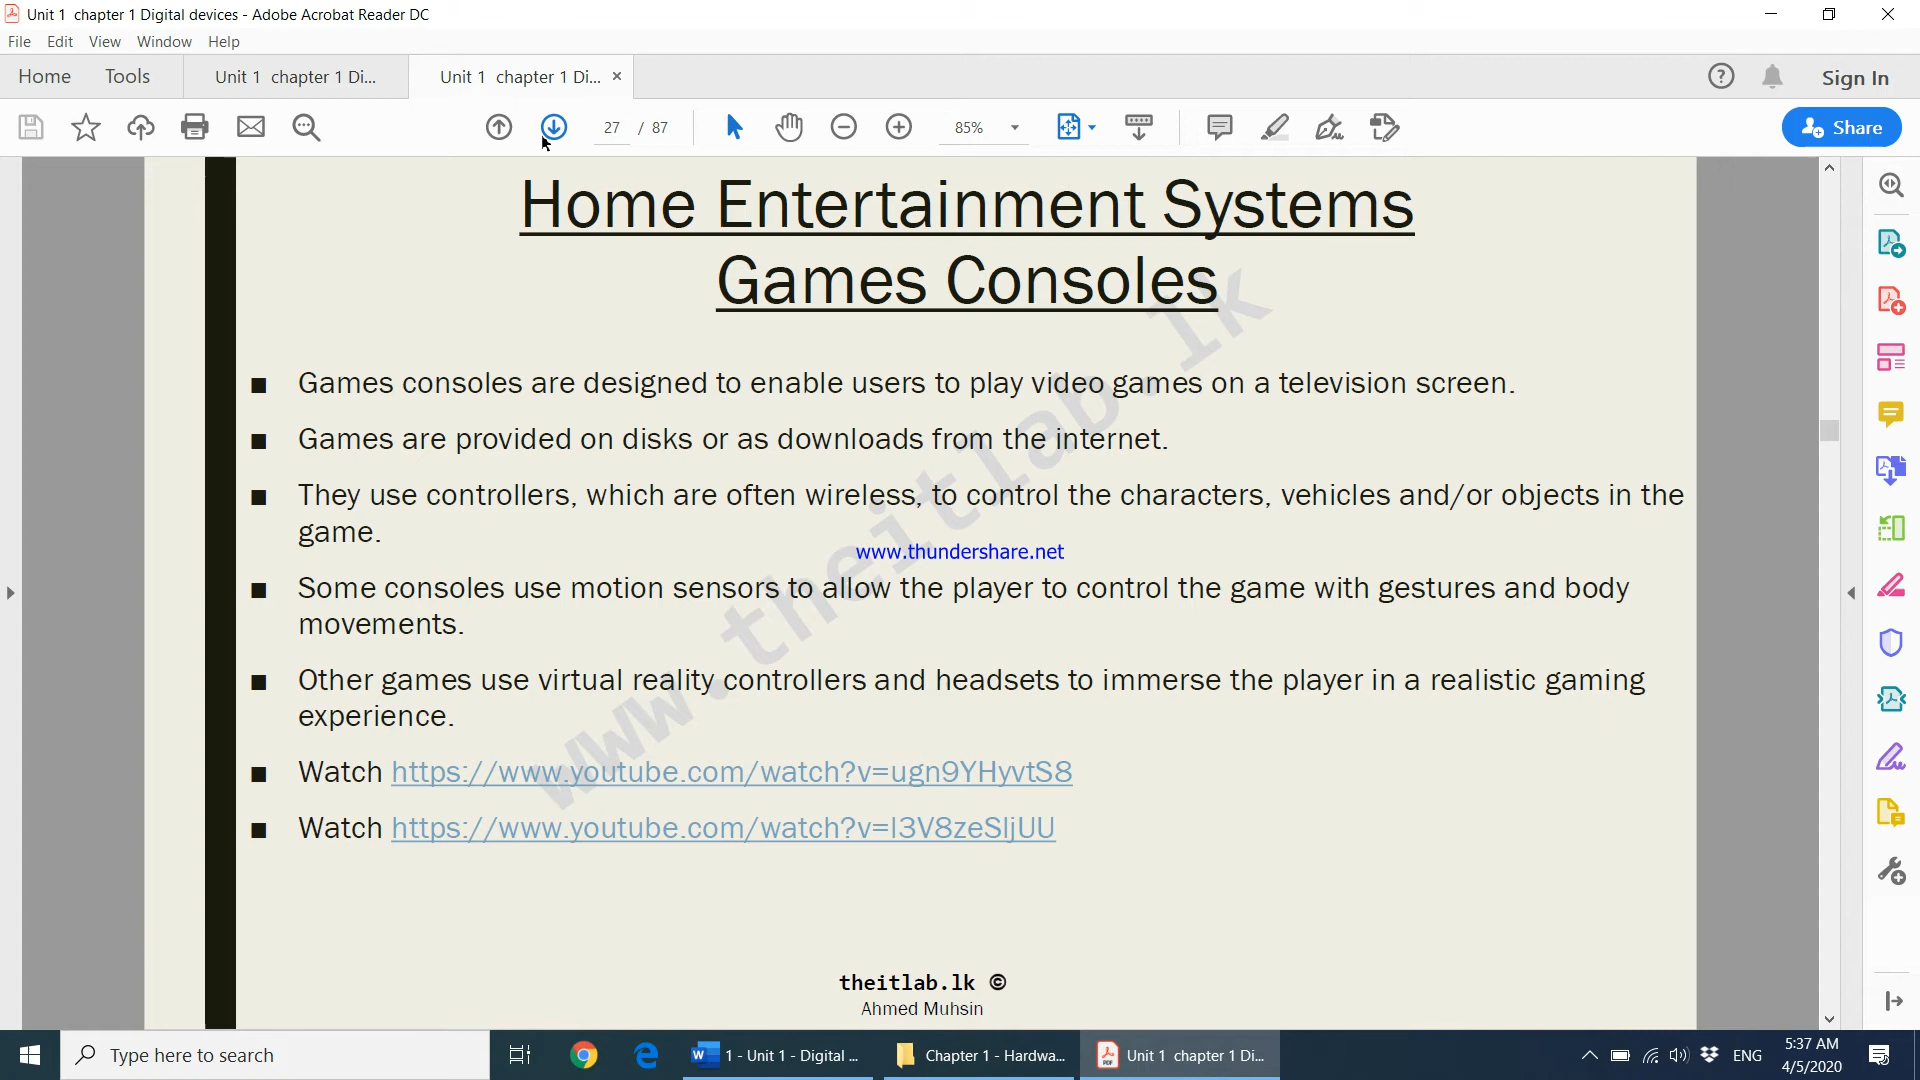 Unit 1  chapter 1 Digital devices - Adobe Acrobat Reader DC
File Edit View Window Help
Home Tools Unit 1  chapter 1 Di... Unit 1  chapter 1 Di... × Sign In
27 / 87 85% Share
Home Entertainment Systems
Games Consoles
■ Games consoles are designed to enable users to play video games on a television screen.
■ Games are provided on disks or as downloads from the internet.
■ They use controllers, which are often wireless, to control the characters, vehicles and/or objects in the
game.
www.thundershare.net
■ Some consoles use motion sensors to allow the player to control the game with gestures and body
movements.
■ Other games use virtual reality controllers and headsets to immerse the player in a realistic gaming
experience.
■ Watch https://www.youtube.com/watch?v=ugn9YHyvtS8
■ Watch https://www.youtube.com/watch?v=l3V8zeSljUU
www.theitlab.lk
theitlab.lk ©
Ahmed Muhsin
Type here to search 1 - Unit 1 - Digital ... Chapter 1 - Hardwa... Unit 1  chapter 1 Di... ENG 5:37 AM
4/5/2020